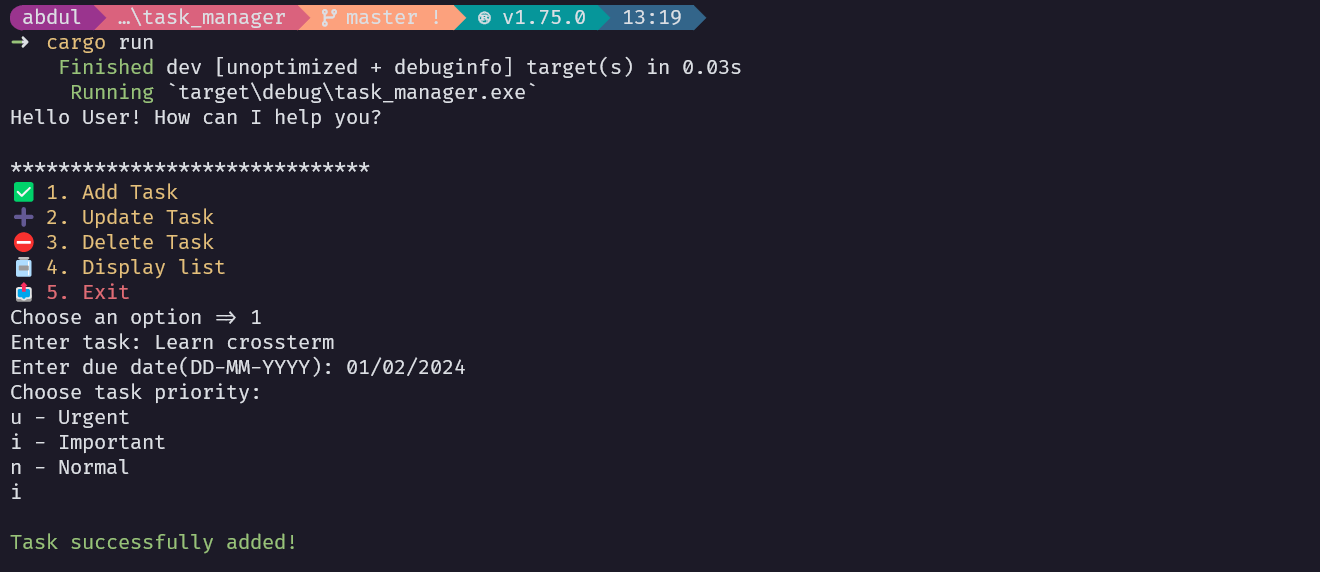 abdul …\task_manager master ! v1.75.0 13:19
➜ cargo run
Finished dev [unoptimized + debuginfo] target(s) in 0.03s
Running `target\debug\task_manager.exe`
Hello User! How can I help you?
******************************
✅ 1. Add Task
➕ 2. Update Task
⛔ 3. Delete Task
🫙 4. Display list
📤 5. Exit
Choose an option => 1
Enter task: Learn crossterm
Enter due date(DD-MM-YYYY): 01/02/2024
Choose task priority:
u - Urgent
i - Important
n - Normal
i
Task successfully added!